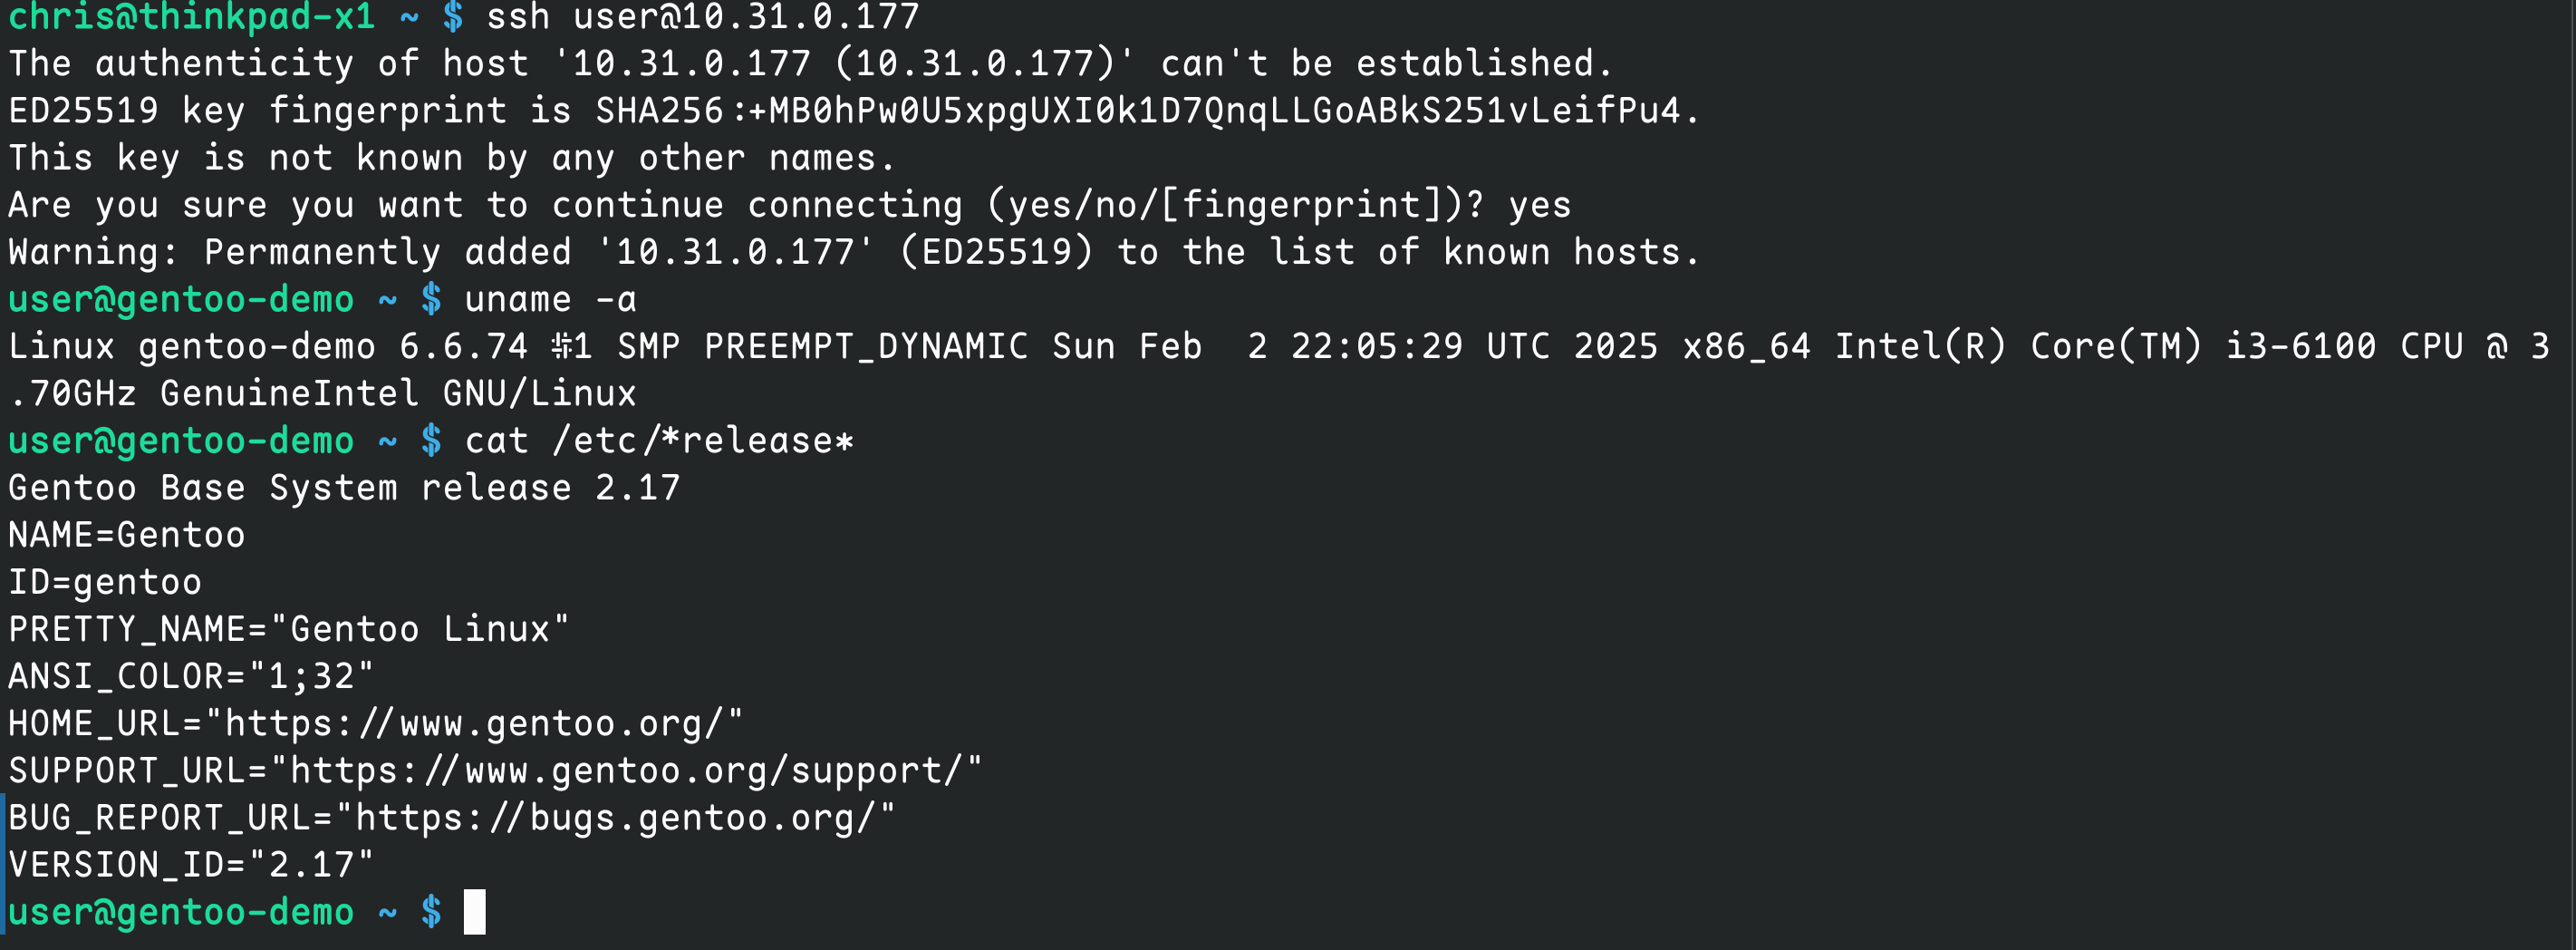 chris@thinkpad-x1 ~ $ ssh user@10.31.0.177
The authenticity of host '10.31.0.177 (10.31.0.177)' can't be established.
ED25519 key fingerprint is SHA256:+MB0hPw0U5xpgUXI0k1D7QnqLLGoABkS251vLeifPu4.
This key is not known by any other names.
Are you sure you want to continue connecting (yes/no/[fingerprint])? yes
Warning: Permanently added '10.31.0.177' (ED25519) to the list of known hosts.
user@gentoo-demo ~ $ uname -a
Linux gentoo-demo 6.6.74 #1 SMP PREEMPT_DYNAMIC Sun Feb  2 22:05:29 UTC 2025 x86_64 Intel(R) Core(TM) i3-6100 CPU @ 3
.70GHz GenuineIntel GNU/Linux
user@gentoo-demo ~ $ cat /etc/*release*
Gentoo Base System release 2.17
NAME=Gentoo
ID=gentoo
PRETTY_NAME="Gentoo Linux"
ANSI_COLOR="1;32"
HOME_URL="https://www.gentoo.org/"
SUPPORT_URL="https://www.gentoo.org/support/"
BUG_REPORT_URL="https://bugs.gentoo.org/"
VERSION_ID="2.17"
user@gentoo-demo ~ $